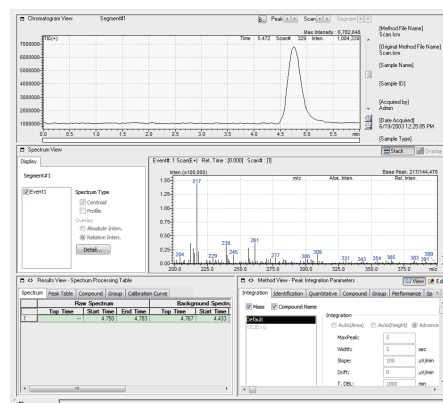 Chromatogram View Segment#1
Peak Scan Segment
Max Intensity : 6,782,648
TIC(+) Time 5.472 Scan# 329 Inten. 1,084,330
7000000
6000000
5000000
4000000
3000000
2000000
1000000
0.0 0.5 1.0 1.5 2.0 2.5 3.0 3.5 4.0 4.5 5.0 5.5 min
[Method File Name]
Scan.lcm
[Original Method File Name]
Scan.lcm
[Sample Name]
[Sample ID]
[Acquired by]
Admin
[Date Acquired]
6/19/2003 12:25:05 PM
[Sample Type]
Spectrum View
Stack Overlay
Display
Segment#1
Event1
Spectrum Type
Centroid
Profile
Overlay
Absolute Inten.
Relative Inten.
Detail...
Event#: 1 Scan(E+) Ret. Time : [0.000] Scan# : [1]
Inten.(x100,000)
m/z Abs. Inten. Rel. Inten.
Base Peak: 217/144,478
1.50
1.25
1.00
0.75
0.50
0.25
0.00
217
204 229 239 245 261 277 300 309 331 343 354 365 383 391 399
200.0 225.0 250.0 275.0 300.0 325.0 350.0 375.0 m/z
Results View - Spectrum Processing Table
Spectrum Peak Table Compound Group Calibration Curve
Raw Spectrum Background Spectru
Top Time Start Time End Time Top Time Start Time
1 --- 4.750 4.783 4.767 4.433
Method View - Peak Integration Parameters
View Edit
Integration Identification Quantitative Compound Group Performance Sp
Mass Compound Name
Default
Integration
Auto(Area) Auto(Height) Advance
MaxPeak: 5
Width: 5 sec
Slope: 100 uV/min
Drift: 0 uV/min
T. DBL: 1000 min